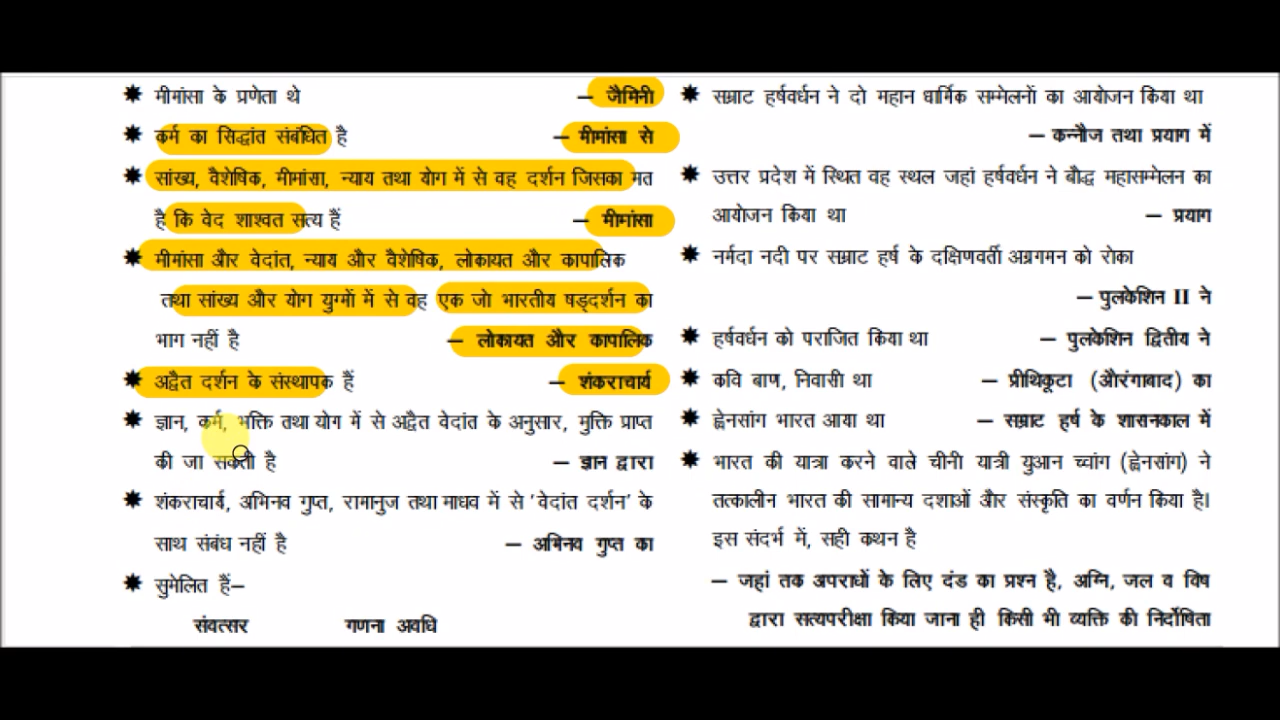 ✷ मीमांसा के प्रणेता थे – जैमिनी
✷ कर्म का सिद्धांत संबंधित है – मीमांसा से
✷ सांख्य, वैशेषिक, मीमांसा, न्याय तथा योग में से वह दर्शन जिसका मत
है कि वेद शाश्वत सत्य हैं – मीमांसा
✷ मीमांसा और वेदांत, न्याय और वैशेषिक, लोकायत और कापालिक
तथा सांख्य और योग युग्मों में से वह एक जो भारतीय षड्दर्शन का
भाग नहीं है – लोकायत और कापालिक
✷ अद्वैत दर्शन के संस्थापक हैं – शंकराचार्य
✷ ज्ञान, कर्म, भक्ति तथा योग में से अद्वैत वेदांत के अनुसार, मुक्ति प्राप्त
की जा सकती है – ज्ञान द्वारा
✷ शंकराचार्य, अभिनव गुप्त, रामानुज तथा माधव में से 'वेदांत दर्शन' के
साथ संबंध नहीं है – अभिनव गुप्त का
✷ सुमेलित हैं–
संवत्सर गणना अवधि
✷ सम्राट हर्षवर्धन ने दो महान धार्मिक सम्मेलनों का आयोजन किया था
– कन्नौज तथा प्रयाग में
✷ उत्तर प्रदेश में स्थित वह स्थल जहां हर्षवर्धन ने बौद्ध महासम्मेलन का
आयोजन किया था – प्रयाग
✷ नर्मदा नदी पर सम्राट हर्ष के दक्षिणवर्ती अग्रगमन को रोका
– पुलकेशिन II ने
✷ हर्षवर्धन को पराजित किया था – पुलकेशिन द्वितीय ने
✷ कवि बाण, निवासी था – प्रीथिकूटा (औरंगाबाद) का
✷ ह्वेनसांग भारत आया था – सम्राट हर्ष के शासनकाल में
✷ भारत की यात्रा करने वाले चीनी यात्री युआन च्वांग (ह्वेनसांग) ने
तत्कालीन भारत की सामान्य दशाओं और संस्कृति का वर्णन किया है।
इस संदर्भ में, सही कथन है
– जहां तक अपराधों के लिए दंड का प्रश्न है, अग्नि, जल व विष
द्वारा सत्यपरीक्षा किया जाना ही किसी भी व्यक्ति की निर्दोषिता